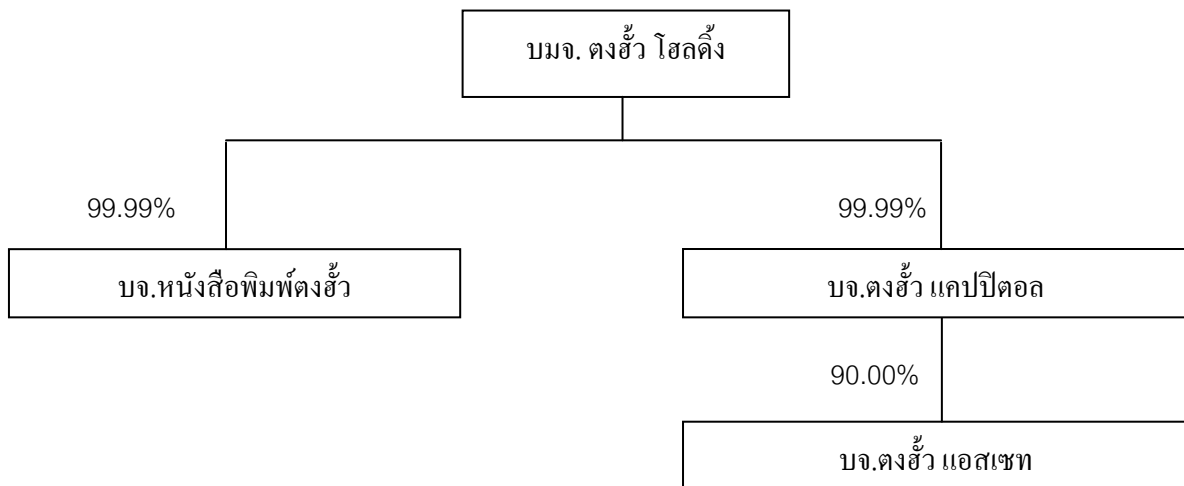 บมจ. ตงฮั้ว โฮลดิ้ง
99.99%
99.99%
บจ.หนังสือพิมพ์ตงฮั้ว
บจ.ตงฮั้ว แคปปิตอล
90.00%
บจ.ตงฮั้ว แอสเซท